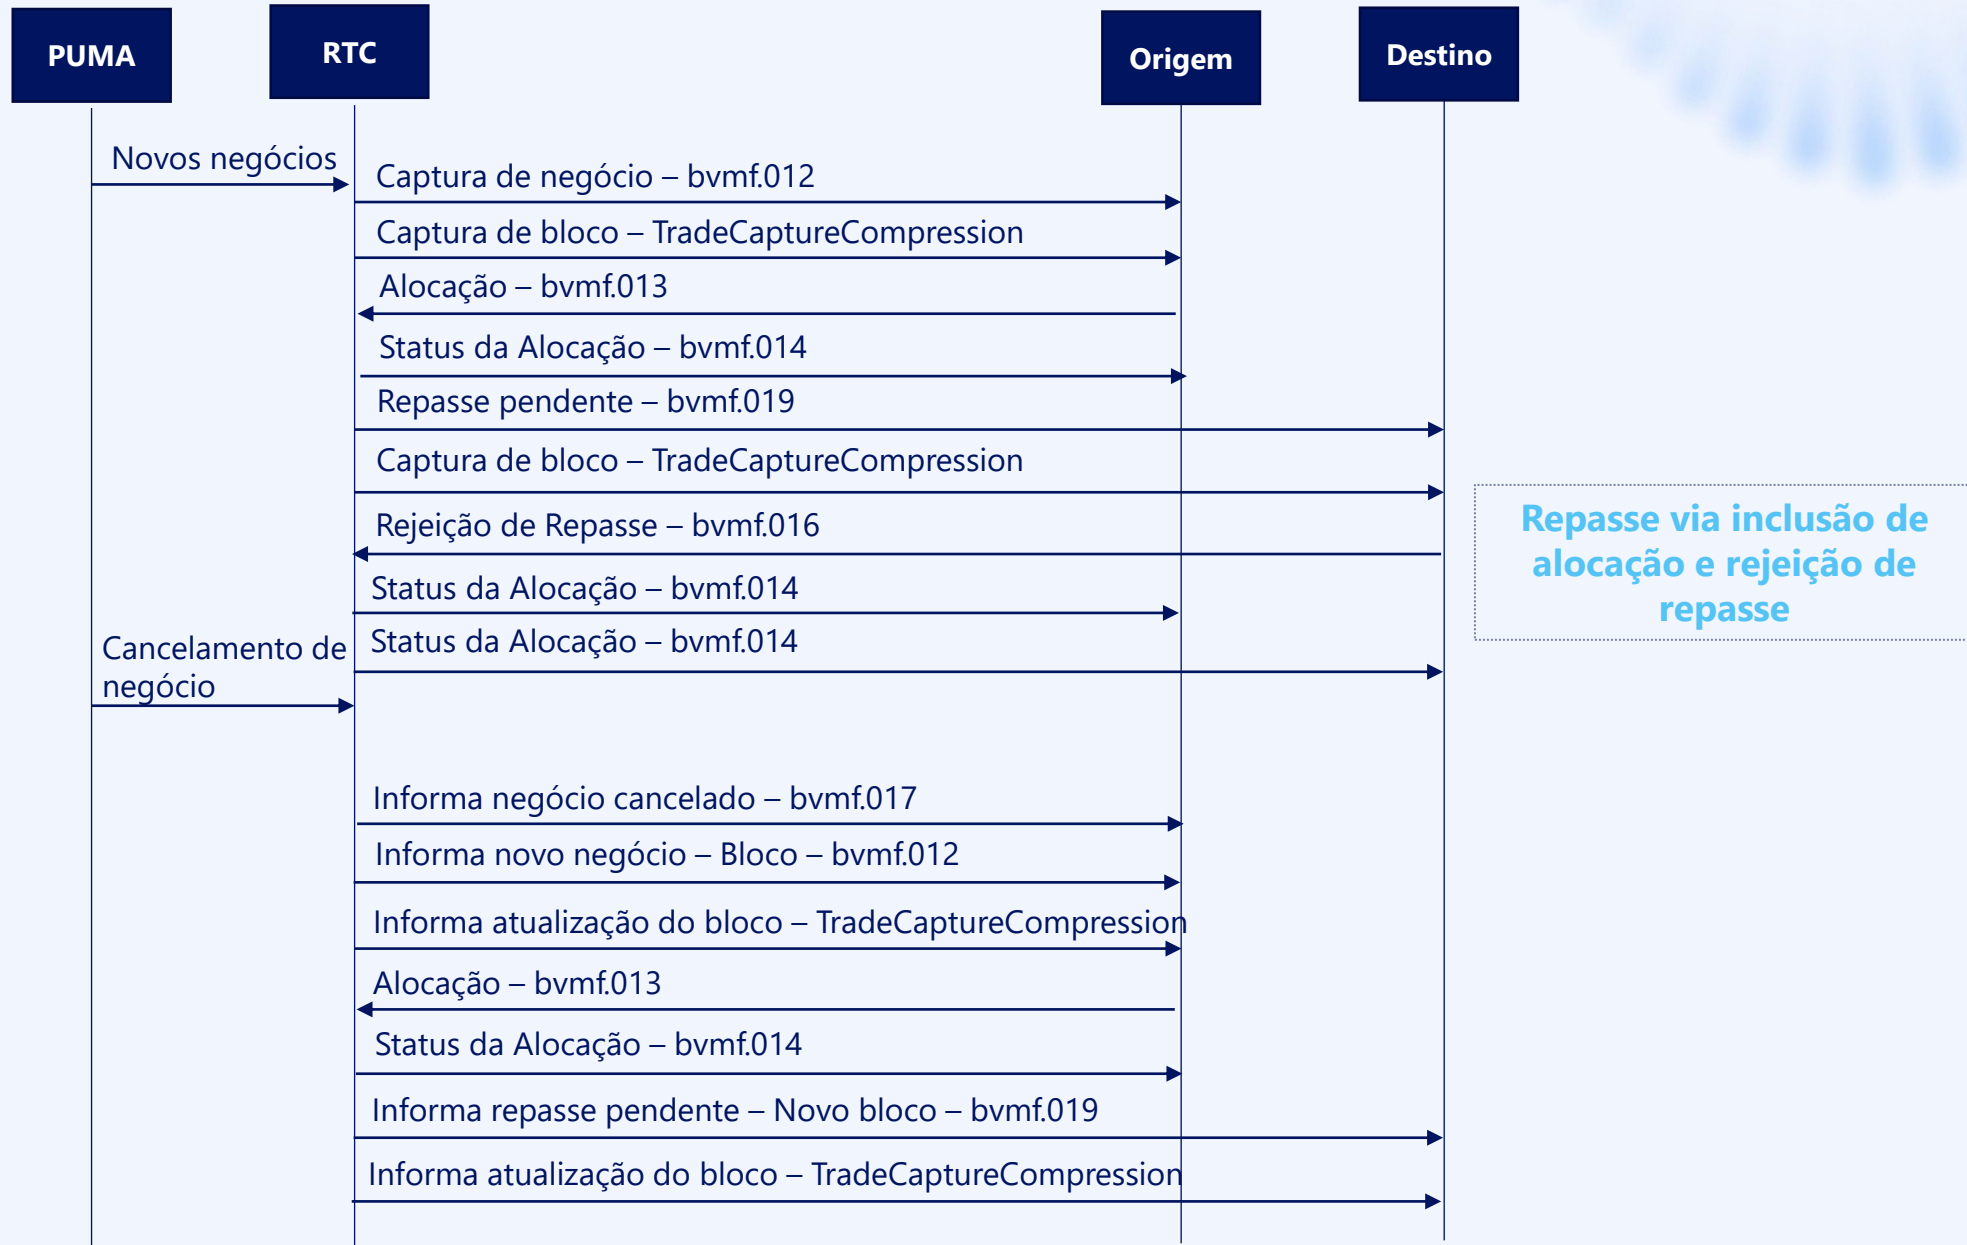 PUMA
RTC
Origem
Destino
Novos negócios
Captura de negócio – bvmf.012
Captura de bloco – TradeCaptureCompression
Alocação – bvmf.013
Status da Alocação – bvmf.014
Repasse pendente – bvmf.019
Captura de bloco – TradeCaptureCompression
Rejeição de Repasse – bvmf.016
Repasse via inclusão de
alocação e rejeição de
repasse
Status da Alocação – bvmf.014
Status da Alocação – bvmf.014
Cancelamento de
negócio
Informa negócio cancelado – bvmf.017
Informa novo negócio – Bloco – bvmf.012
Informa atualização do bloco – TradeCaptureCompression
Alocação – bvmf.013
Status da Alocação – bvmf.014
Informa repasse pendente – Novo bloco – bvmf.019
Informa atualização do bloco – TradeCaptureCompression